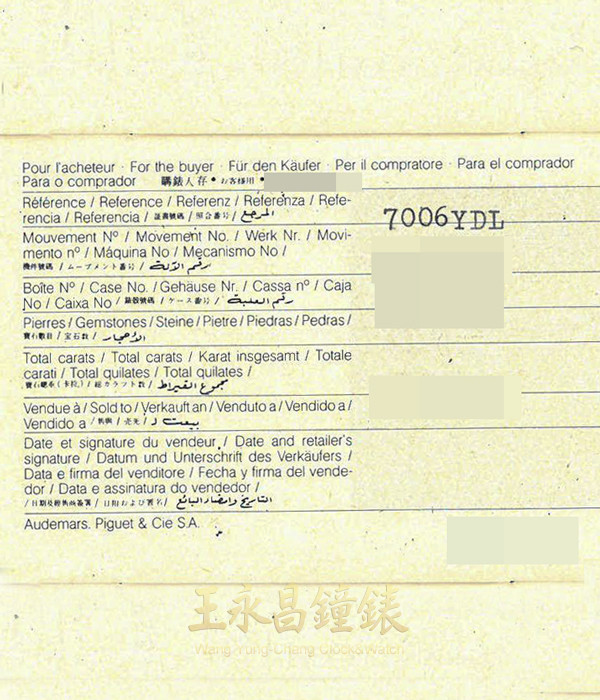 Pour l'acheteur · For the buyer · Für den Käufer · Per il compratore · Para el comprador
Para o comprador 購錶人存 • お客様用 •
Référence / Reference / Referenz / Referenza / Refe-
rencia / Referencia / 証書號碼 / 照合番号 / المرجع
7006YDL
Mouvement Nº / Movement No. / Werk Nr. / Movi-
mento nº / Máquina No / Mecanismo No /
機件號碼 / ムーブメント番号 / رقم الآلة
Boîte Nº / Case No. / Gehäuse Nr. / Cassa nº / Caja
No / Caixa No / 錶殼號碼 / ケース番号 / رقم العلبة
Pierres / Gemstones / Steine / Pietre / Piedras / Pedras /
寶石數目 / 宝石数 / الأحجار
Total carats / Total carats / Karat insgesamt / Totale
carati / Total quilates / Total quilates /
寶石總重 (卡拉) / 総カラット数 / مجموع القيراط
Vendue à / Sold to / Verkauft an / Venduto a / Vendido a /
Vendido a / 售與 / 売先 / بيعت لـ
Date et signature du vendeur / Date and retailer's
signature / Datum und Unterschrift des Verkäufers /
Data e firma del venditore / Fecha y firma del vende-
dor / Data e assinatura do vendedor /
/ 日期及經售商簽署 / 日附および署名 / التاريخ وامضاء البائع
Audemars. Piguet & Cie S.A.
王永昌鐘錶
Wang Yung Chang Clock&Watch